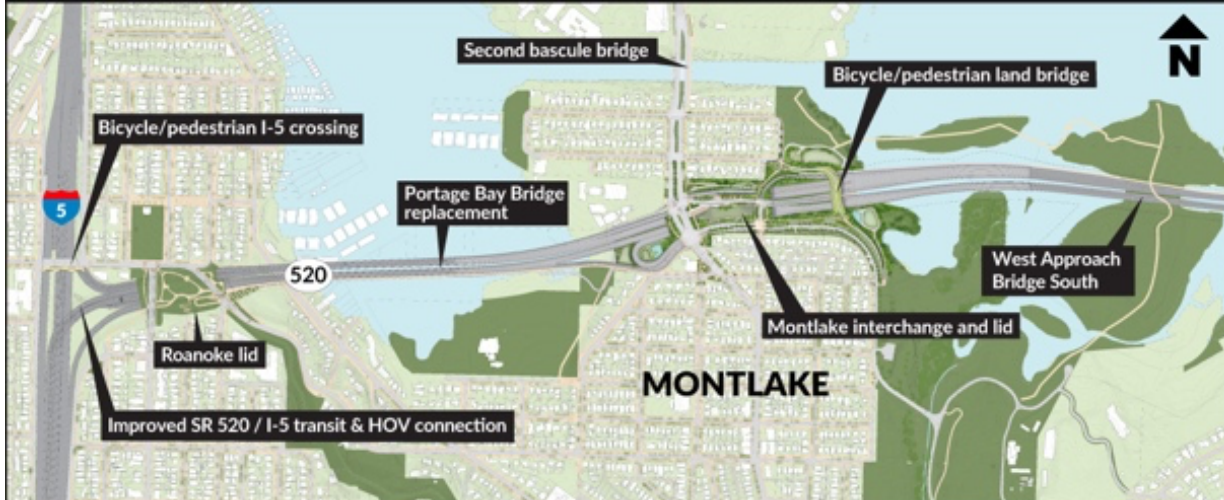 Second bascule bridge
N
Bicycle/pedestrian land bridge
Bicycle/pedestrian I-5 crossing
5
Portage Bay Bridge
replacement
520
West Approach
Bridge South
Montlake interchange and lid
Roanoke lid
MONTLAKE
Improved SR 520 / I-5 transit & HOV connection